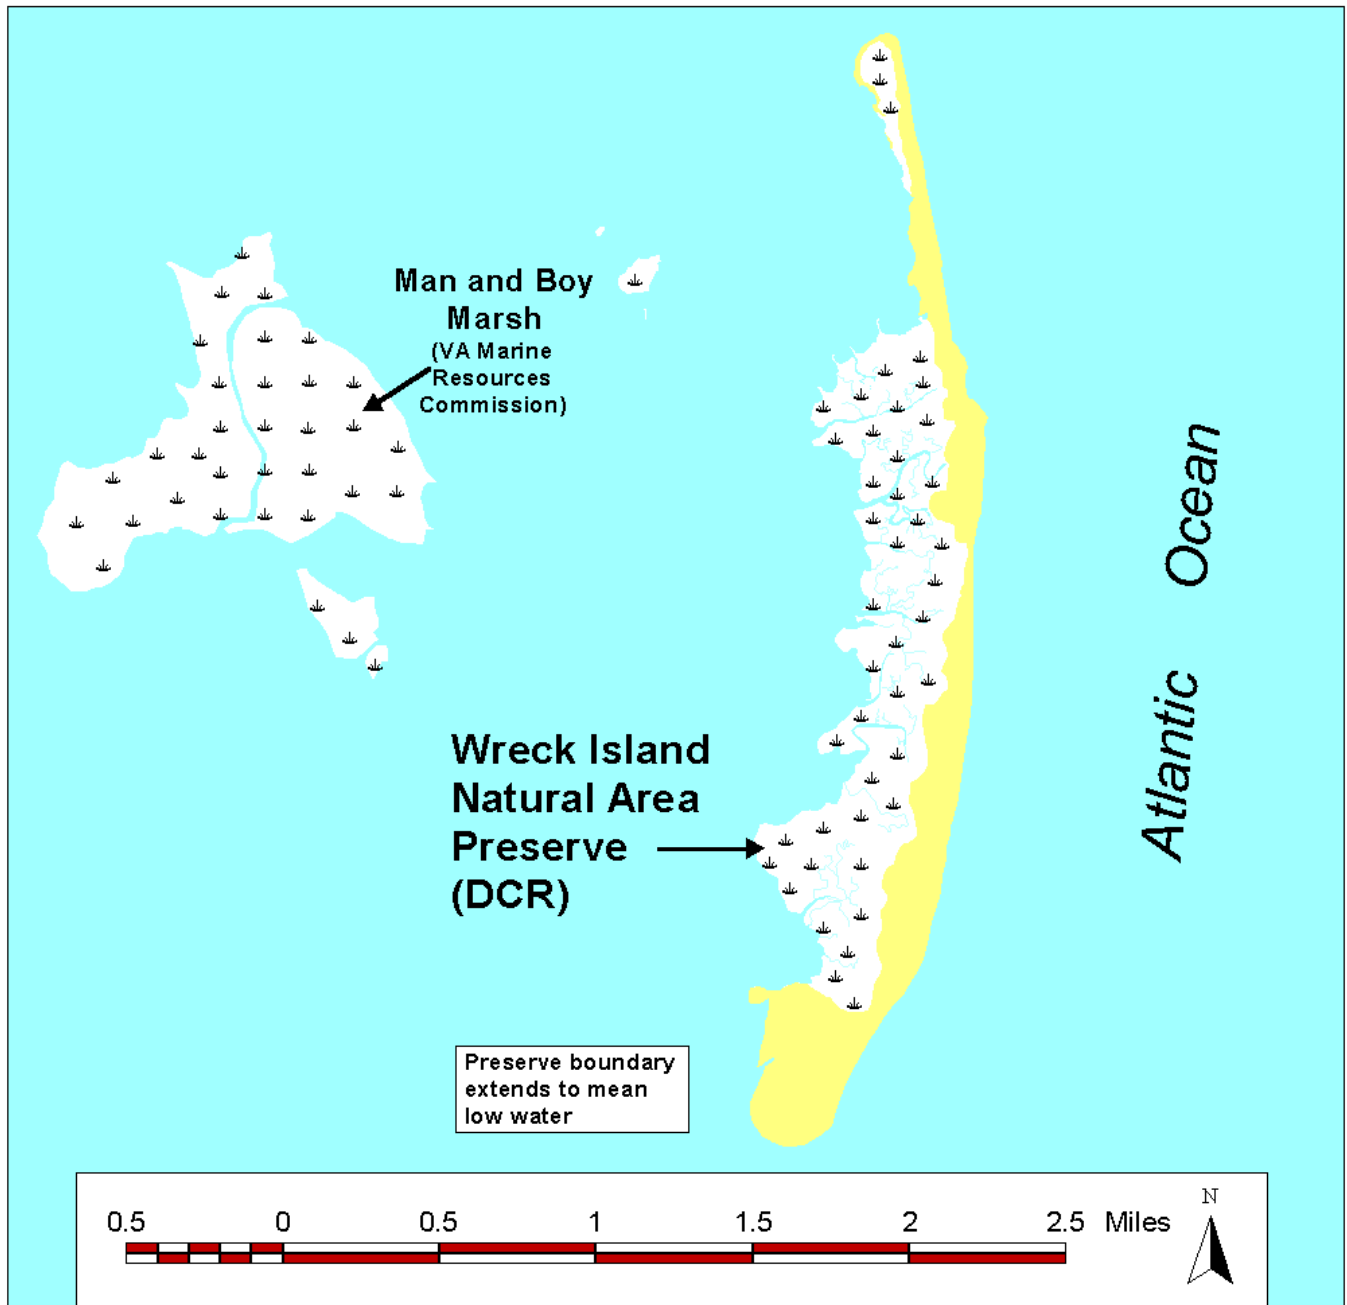 Man and Boy
Marsh
(VA Marine
Resources
Commission)
Atlantic Ocean
Wreck Island
Natural Area
Preserve
(DCR)
Preserve boundary
extends to mean
low water
0.5 0 0.5 1 1.5 2 2.5 Miles
N